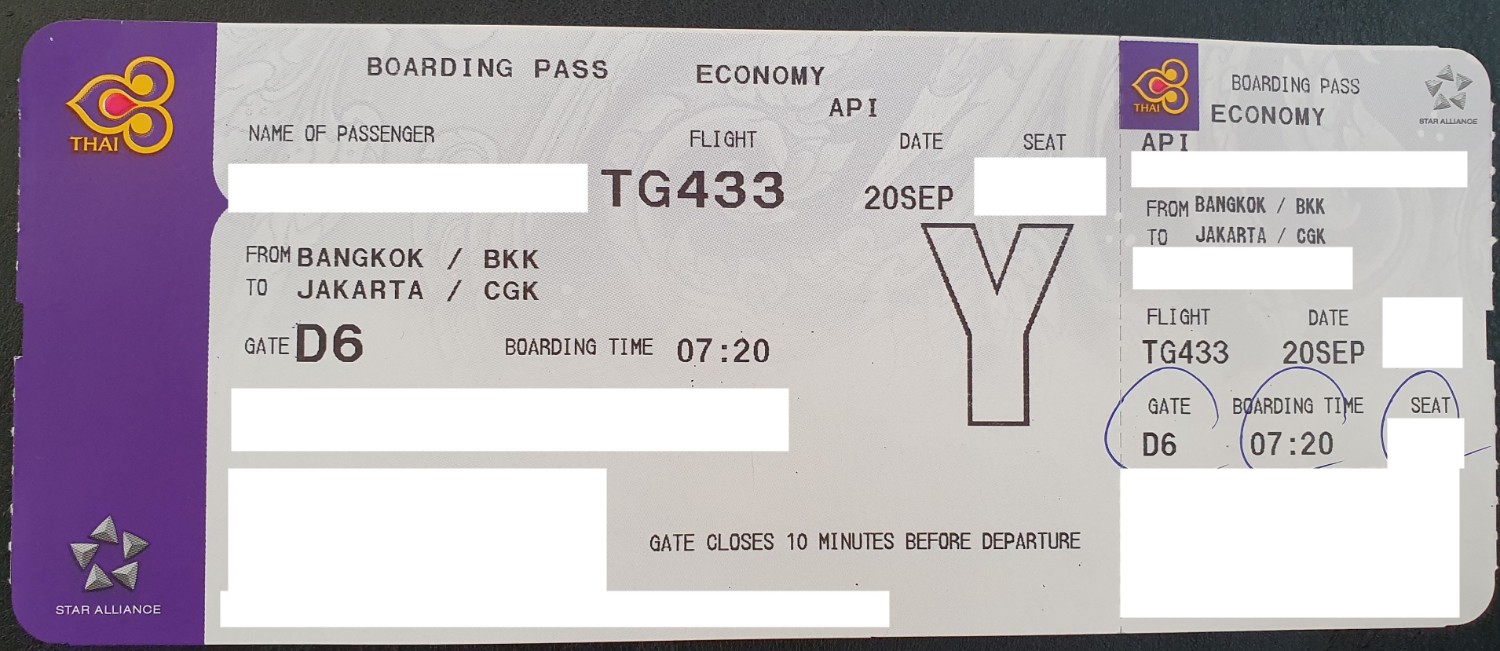 THAI
STAR ALLIANCE
BOARDING PASS ECONOMY
API
NAME OF PASSENGER FLIGHT DATE SEAT
TG433 20SEP
FROM BANGKOK / BKK
TO JAKARTA / CGK
Y
GATE D6 BOARDING TIME 07:20
GATE CLOSES 10 MINUTES BEFORE DEPARTURE
THAI
BOARDING PASS
ECONOMY
STAR ALLIANCE
API
FROM BANGKOK / BKK
TO JAKARTA / CGK
FLIGHT DATE
TG433 20SEP
GATE BOARDING TIME SEAT
D6 07:20